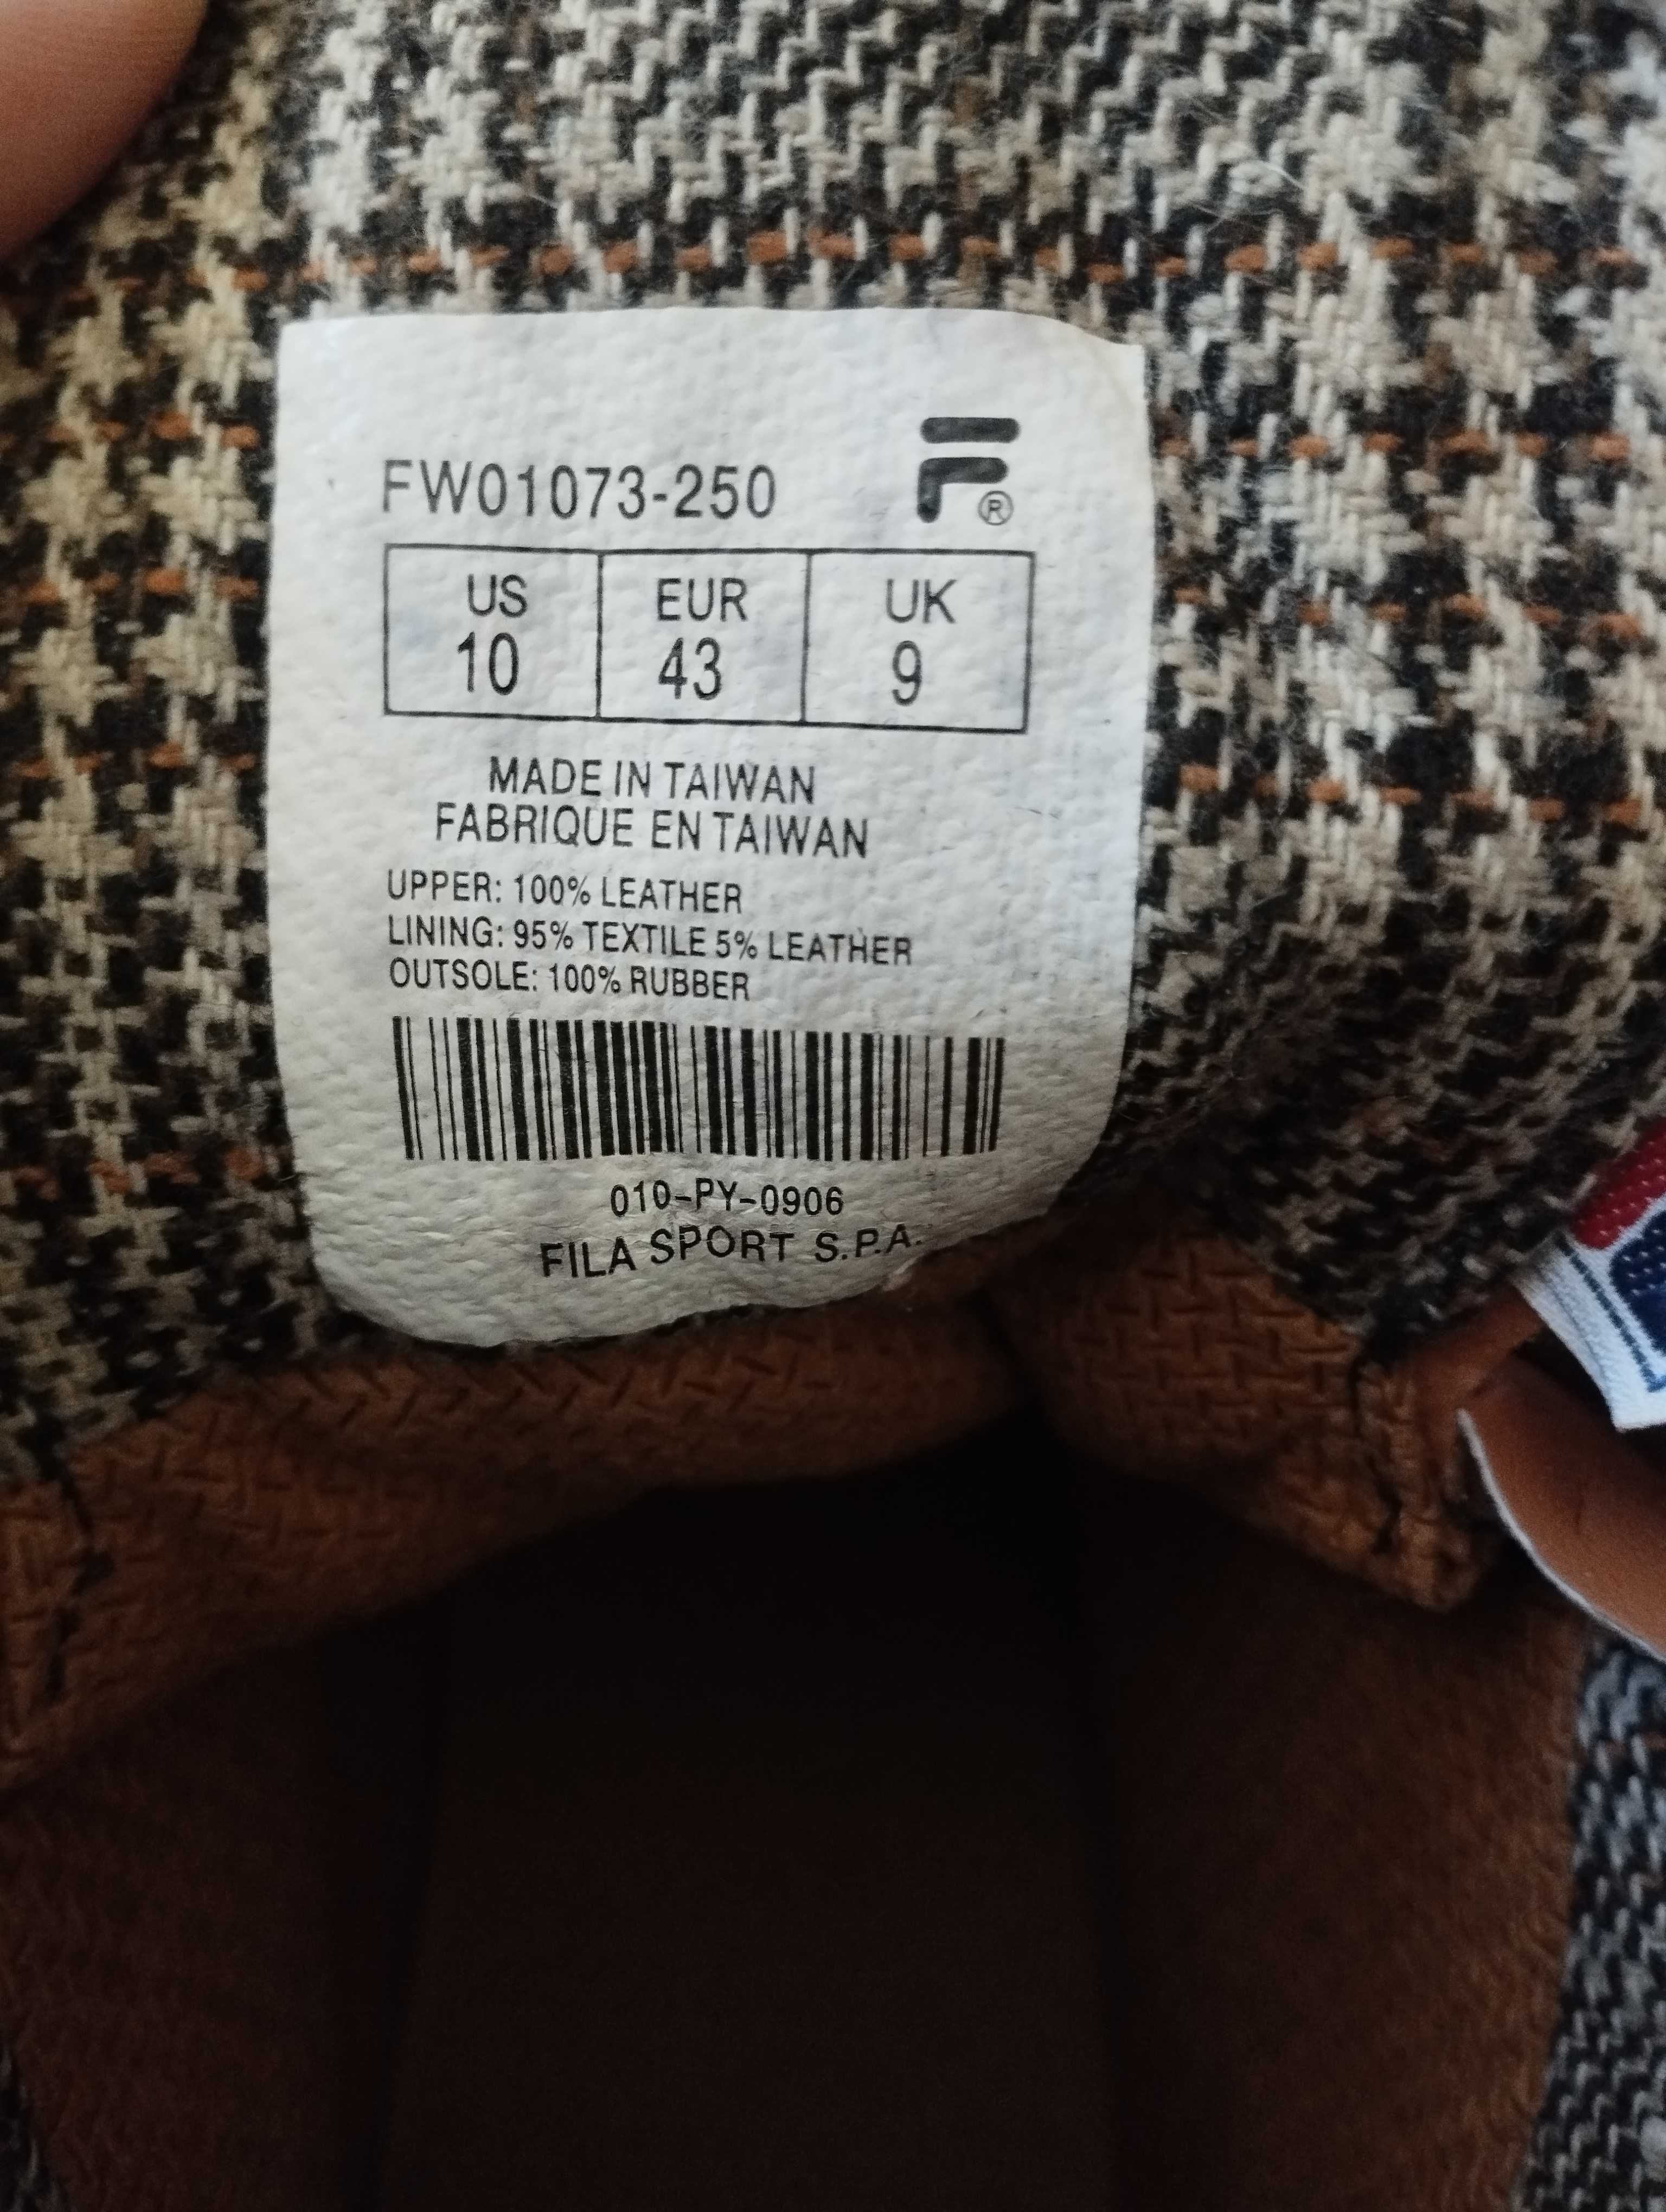 FW01073-250
®
US EUR UK
10 43 9
MADE IN TAIWAN
FABRIQUE EN TAIWAN
UPPER: 100% LEATHER
LINING: 95% TEXTILE 5% LEATHER
OUTSOLE: 100% RUBBER
010-PY-0906
FILA SPORT S.P.A.